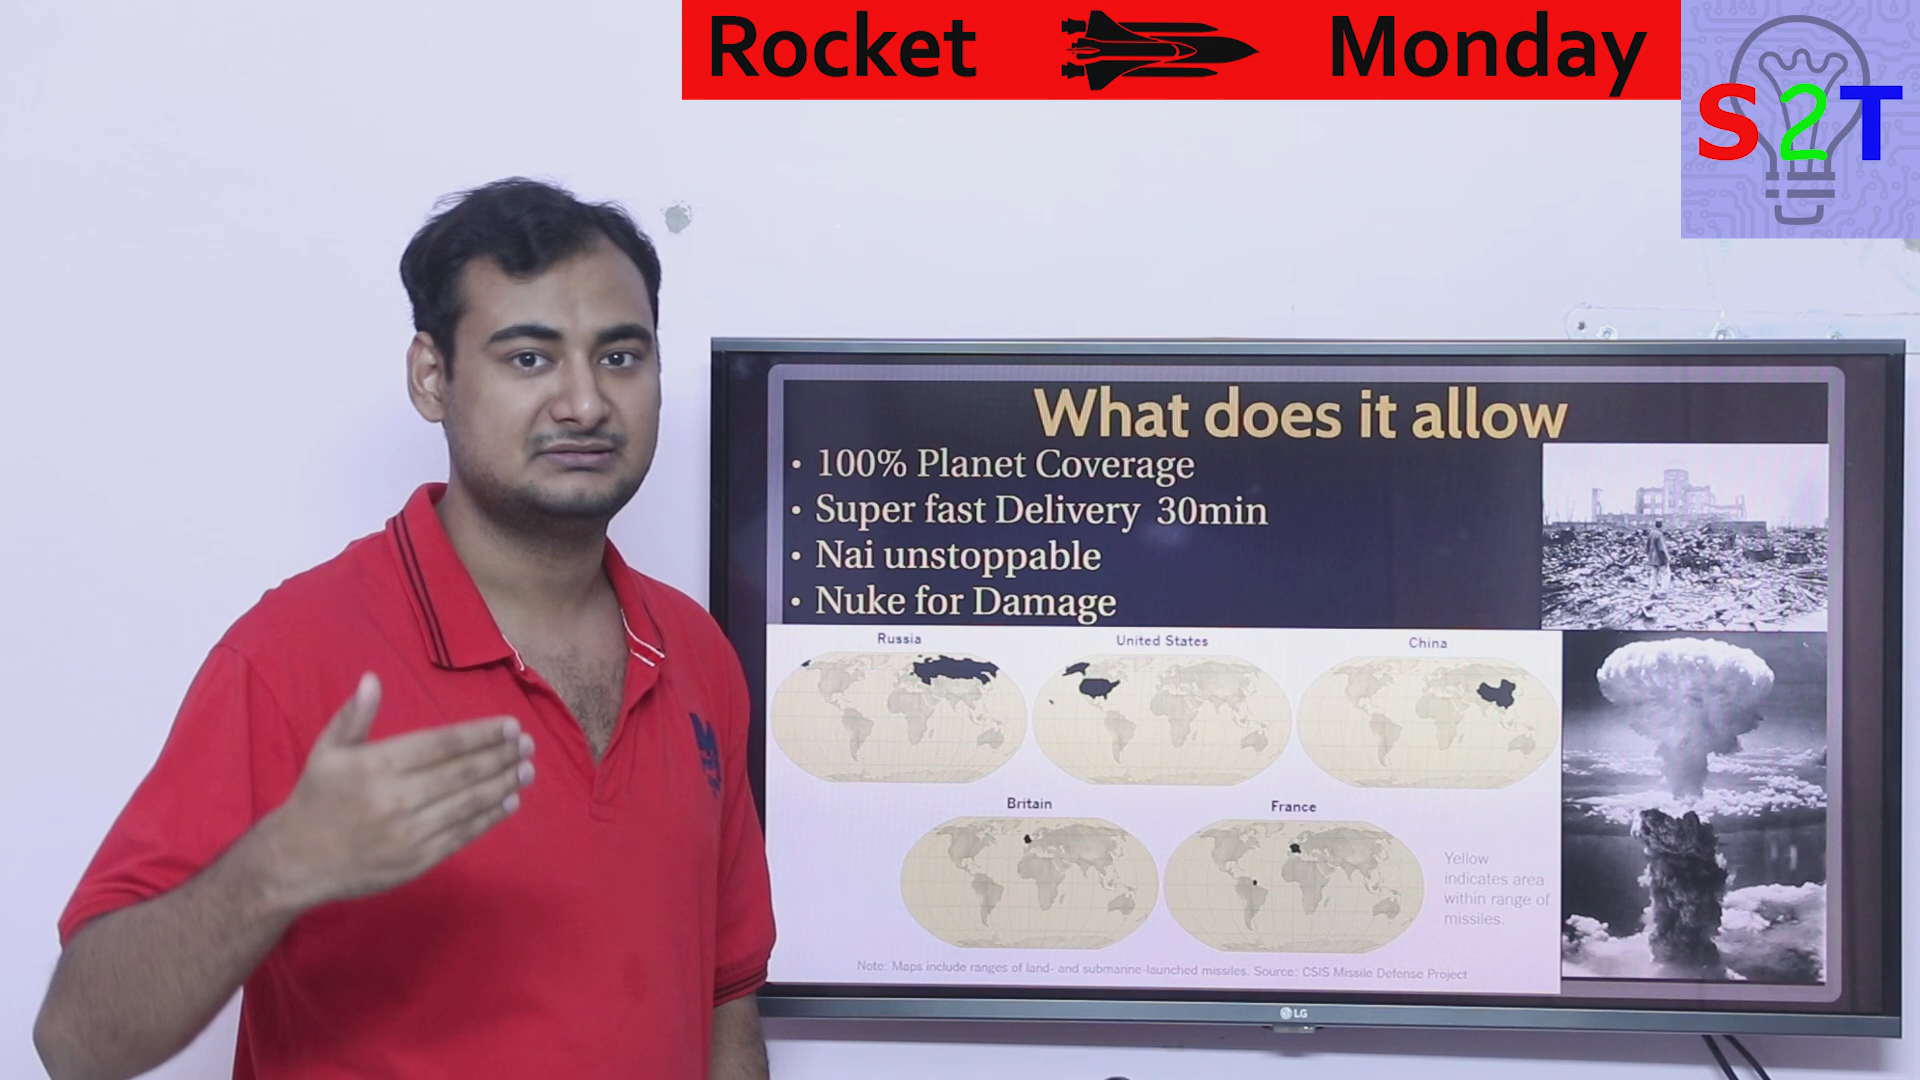 Rocket Monday
S2T
What does it allow
• 100% Planet Coverage
• Super fast Delivery 30min
• Nai unstoppable
• Nuke for Damage
Russia
United States
China
Britain
France
Yellow
indicates area
within range of
missiles.
Note: Maps include ranges of land- and submarine-launched missiles. Source: CSIS Missile Defense Project
LG